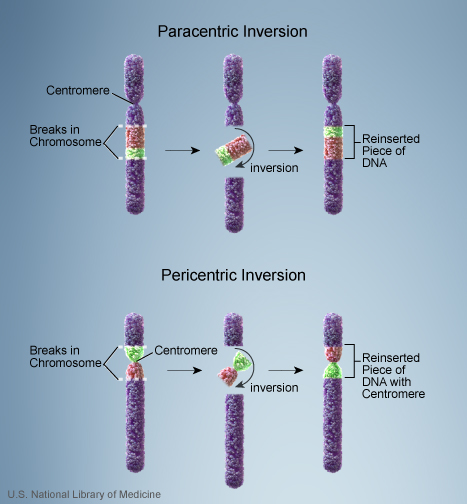 Paracentric Inversion
Centromere
Breaks in
Chromosome
inversion
Reinserted
Piece of
DNA
Pericentric Inversion
Breaks in
Chromosome
Centromere
inversion
Reinserted
Piece of
DNA with
Centromere
U.S. National Library of Medicine